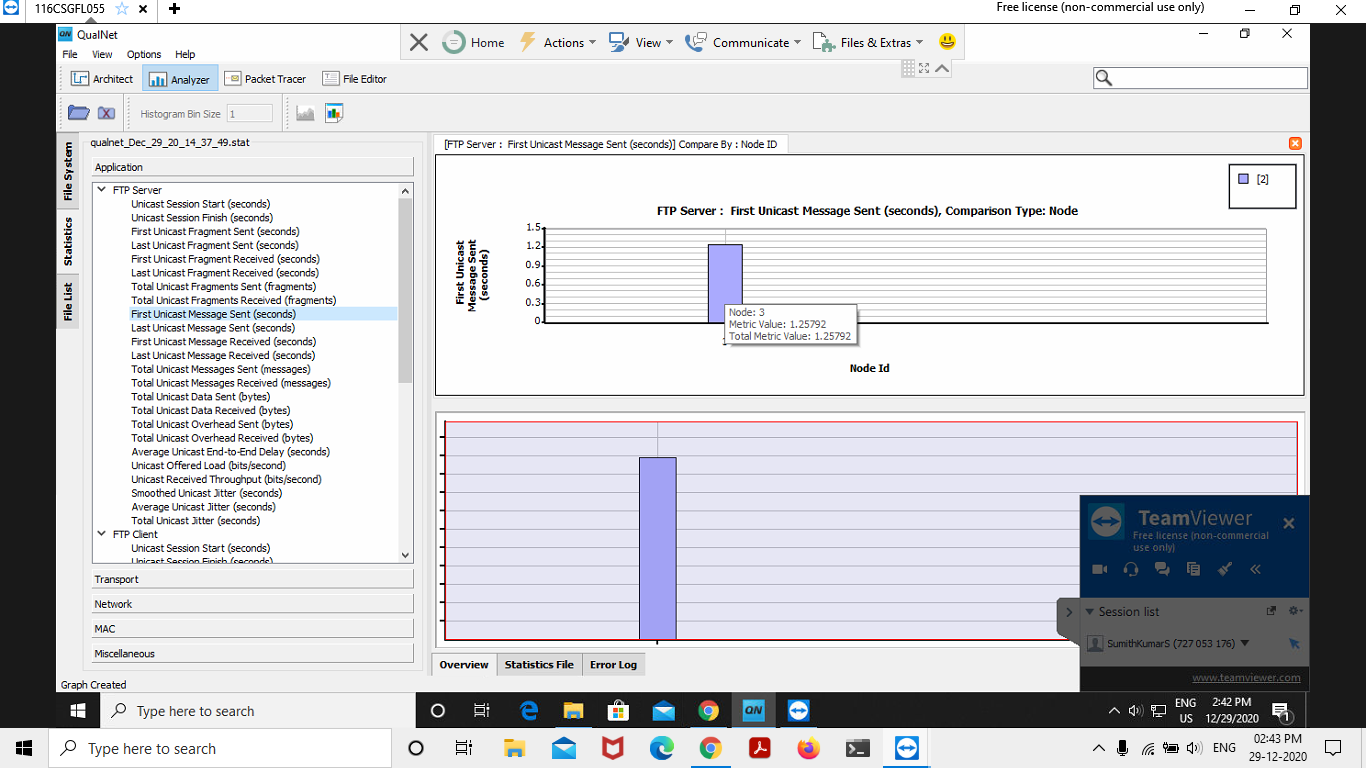 116CSGFL055
Free license (non-commercial use only)
QN QualNet
File View Options Help
Home Actions View Communicate Files & Extras
Architect Analyzer Packet Tracer File Editor
Histogram Bin Size 1
File System
Statistics
File List
qualnet_Dec_29_20_14_37_49.stat
Application
FTP Server
Unicast Session Start (seconds)
Unicast Session Finish (seconds)
First Unicast Fragment Sent (seconds)
Last Unicast Fragment Sent (seconds)
First Unicast Fragment Received (seconds)
Last Unicast Fragment Received (seconds)
Total Unicast Fragments Sent (fragments)
Total Unicast Fragments Received (fragments)
First Unicast Message Sent (seconds)
Last Unicast Message Sent (seconds)
First Unicast Message Received (seconds)
Last Unicast Message Received (seconds)
Total Unicast Messages Sent (messages)
Total Unicast Messages Received (messages)
Total Unicast Data Sent (bytes)
Total Unicast Data Received (bytes)
Total Unicast Overhead Sent (bytes)
Total Unicast Overhead Received (bytes)
Average Unicast End-to-End Delay (seconds)
Unicast Offered Load (bits/second)
Unicast Received Throughput (bits/second)
Smoothed Unicast Jitter (seconds)
Average Unicast Jitter (seconds)
Total Unicast Jitter (seconds)
FTP Client
Unicast Session Start (seconds)
Unicast Session Finish (seconds)
Transport
Network
MAC
Miscellaneous
Graph Created
[FTP Server : First Unicast Message Sent (seconds)] Compare By : Node ID
[2]
FTP Server : First Unicast Message Sent (seconds), Comparison Type: Node
First Unicast
Message Sent
(seconds)
1.5
1.2
0.9
0.6
0.3
0
Node: 3
Metric Value: 1.25792
Total Metric Value: 1.25792
Node Id
TeamViewer
Free license (non-commercial
use only)
Session list
SumithKumarS (727 053 176)
www.teamviewer.com
Overview Statistics File Error Log
Type here to search
QN
ENG
US
2:42 PM
12/29/2020
1
Type here to search
ENG
02:43 PM
29-12-2020